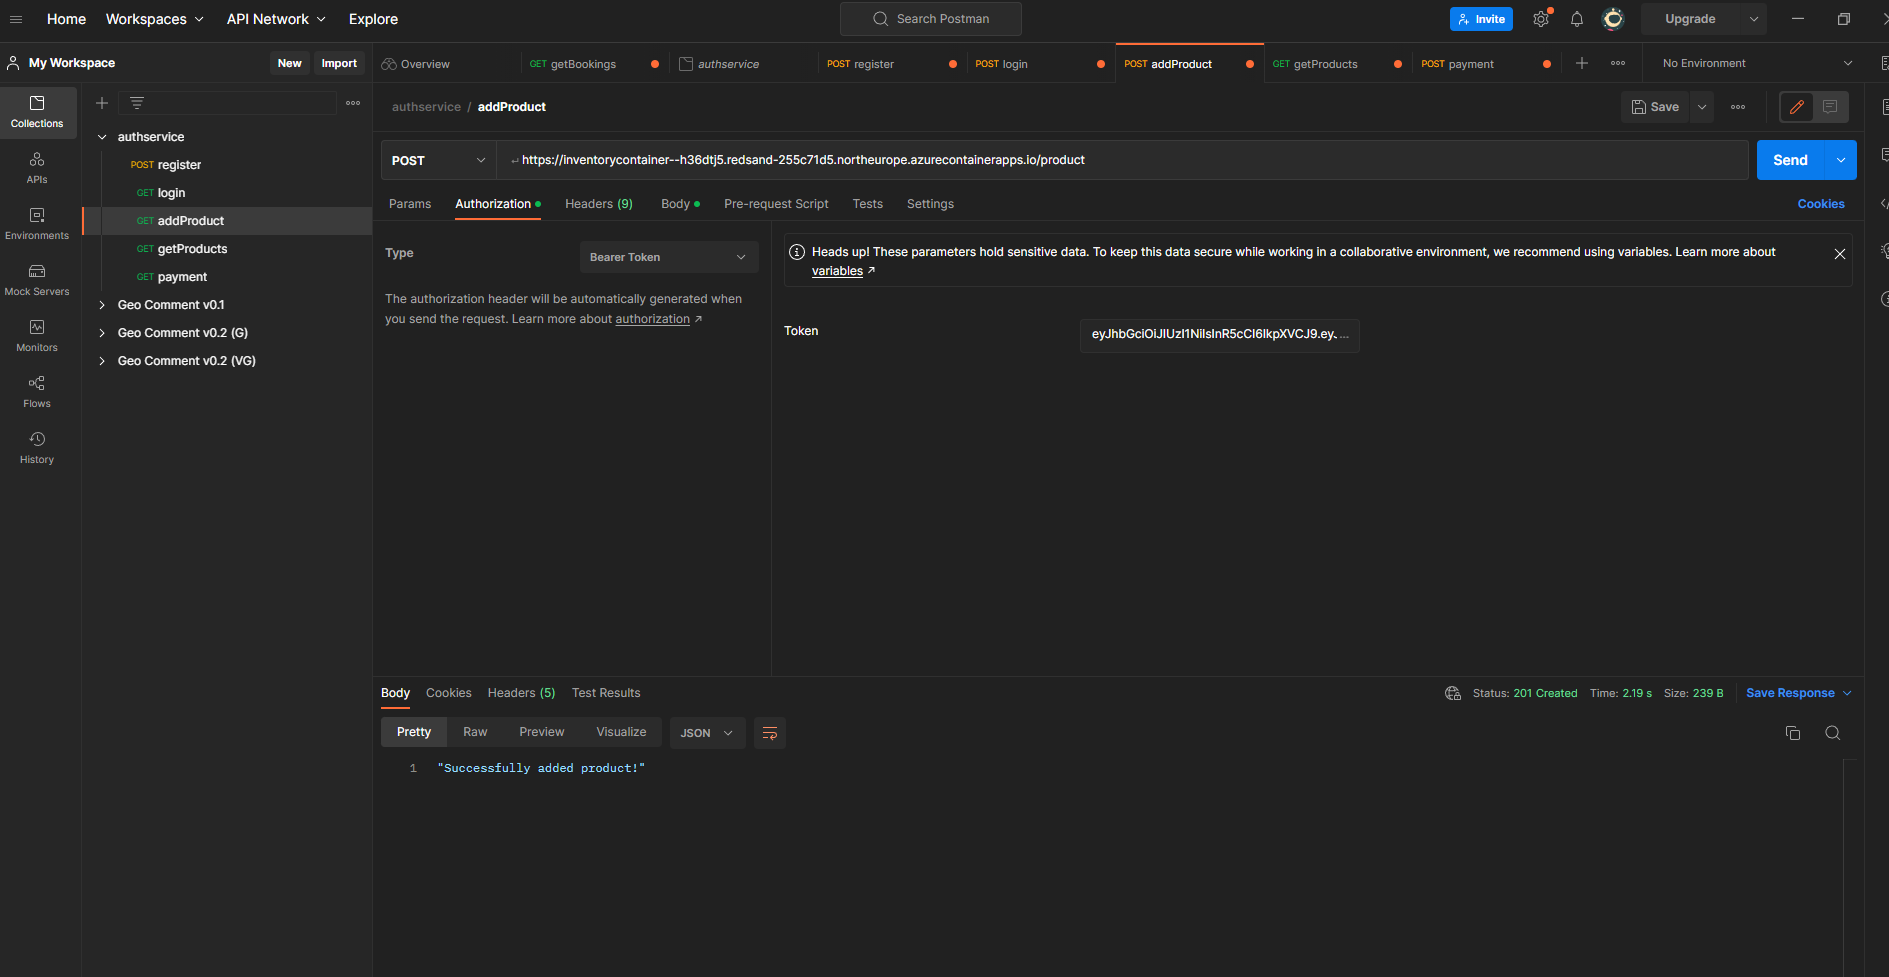 Home Workspaces API Network Explore Search Postman Invite Upgrade
My Workspace New Import
Overview GET getBookings authservice POST register POST login POST addProduct GET getProducts POST payment No Environment
Collections
APIs
Environments
Mock Servers
Monitors
Flows
History
authservice
POST register
GET login
GET addProduct
GET getProducts
GET payment
Geo Comment v0.1
Geo Comment v0.2 (G)
Geo Comment v0.2 (VG)
authservice / addProduct Save
POST https://inventorycontainer--h36dtj5.redsand-255c71d5.northeurope.azurecontainerapps.io/product Send
Params Authorization Headers (9) Body Pre-request Script Tests Settings Cookies
Type Bearer Token
The authorization header will be automatically generated when
you send the request. Learn more about authorization ↗
Heads up! These parameters hold sensitive data. To keep this data secure while working in a collaborative environment, we recommend using variables. Learn more about
variables ↗
Token eyJhbGciOiJIUzI1NiIsInR5cCI6IkpXVCJ9.ey. ...
Body Cookies Headers (5) Test Results Status: 201 Created Time: 2.19 s Size: 239 B Save Response
Pretty Raw Preview Visualize JSON
1 "Successfully added product!"